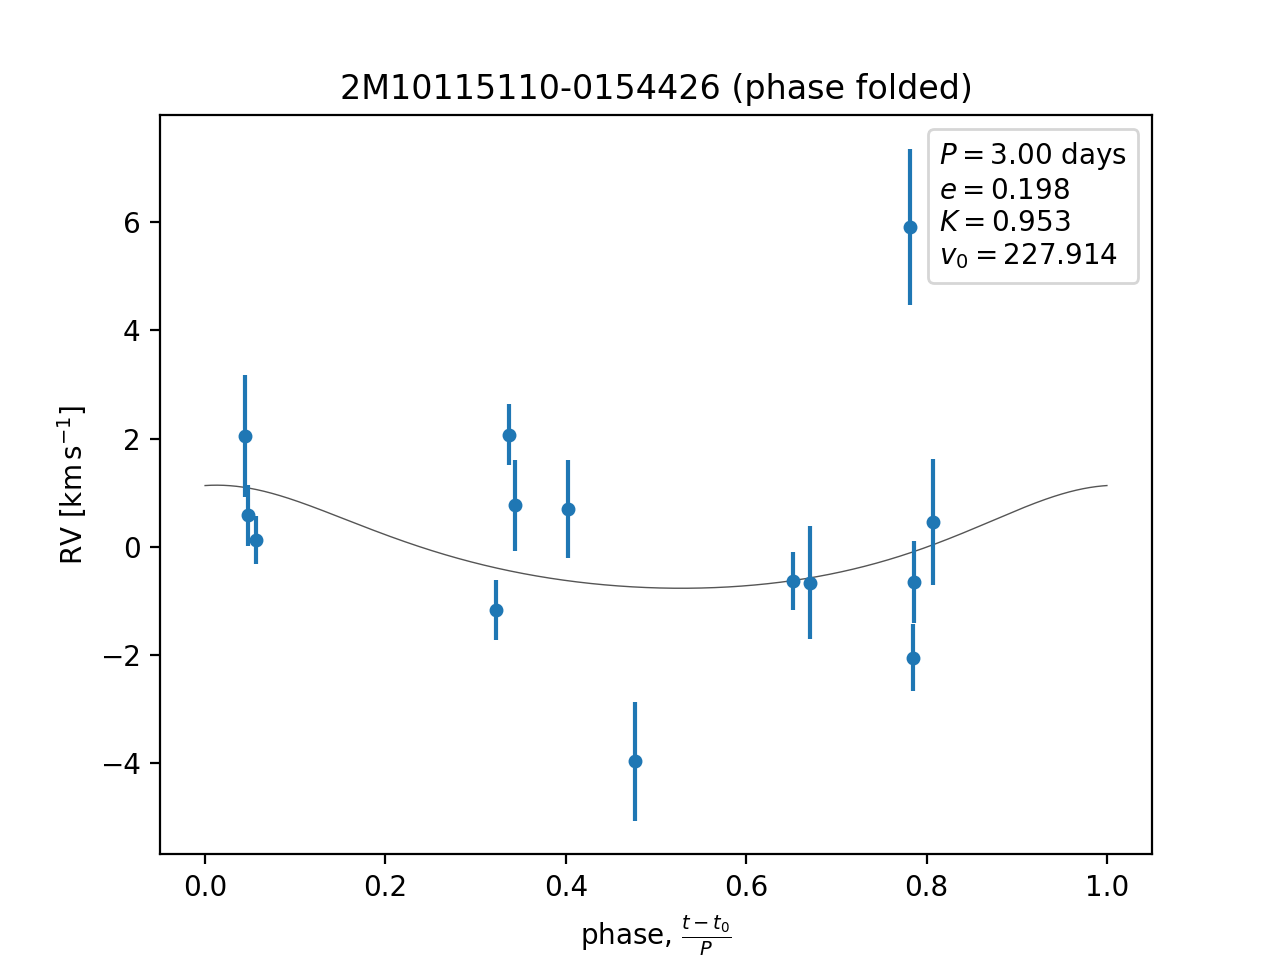 2M10115110-0154426 (phase folded)
P = 3.00 days
e = 0.198
K = 0.953
v₀ = 227.914
6
4
2
0
−2
−4
RV [km s⁻¹]
0.0 0.2 0.4 0.6 0.8 1.0
phase, (t − t₀)/P